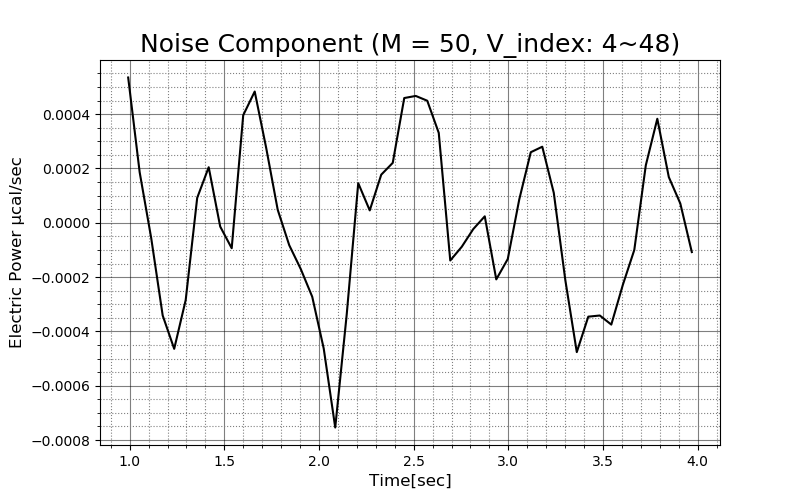 Noise Component (M = 50, V_index: 4~48)
Electric Power μcal/sec
0.0004
0.0002
0.0000
−0.0002
−0.0004
−0.0006
−0.0008
1.0 1.5 2.0 2.5 3.0 3.5 4.0
Time[sec]